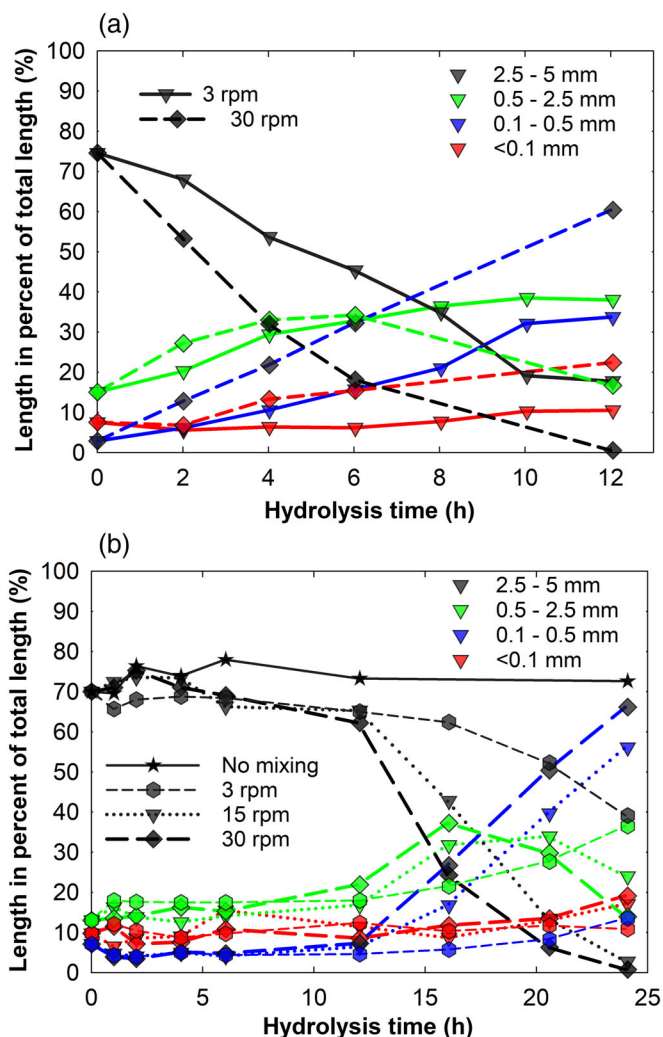 (a)
Length in percent of total length (%)
100
90
80
70
60
50
40
30
20
10
0
3 rpm
30 rpm
2.5 - 5 mm
0.5 - 2.5 mm
0.1 - 0.5 mm
<0.1 mm
0 2 4 6 8 10 12
Hydrolysis time (h)
(b)
Length in percent of total length (%)
100
90
80
70
60
50
40
30
20
10
0
2.5 - 5 mm
0.5 - 2.5 mm
0.1 - 0.5 mm
<0.1 mm
No mixing
3 rpm
15 rpm
30 rpm
0 5 10 15 20 25
Hydrolysis time (h)